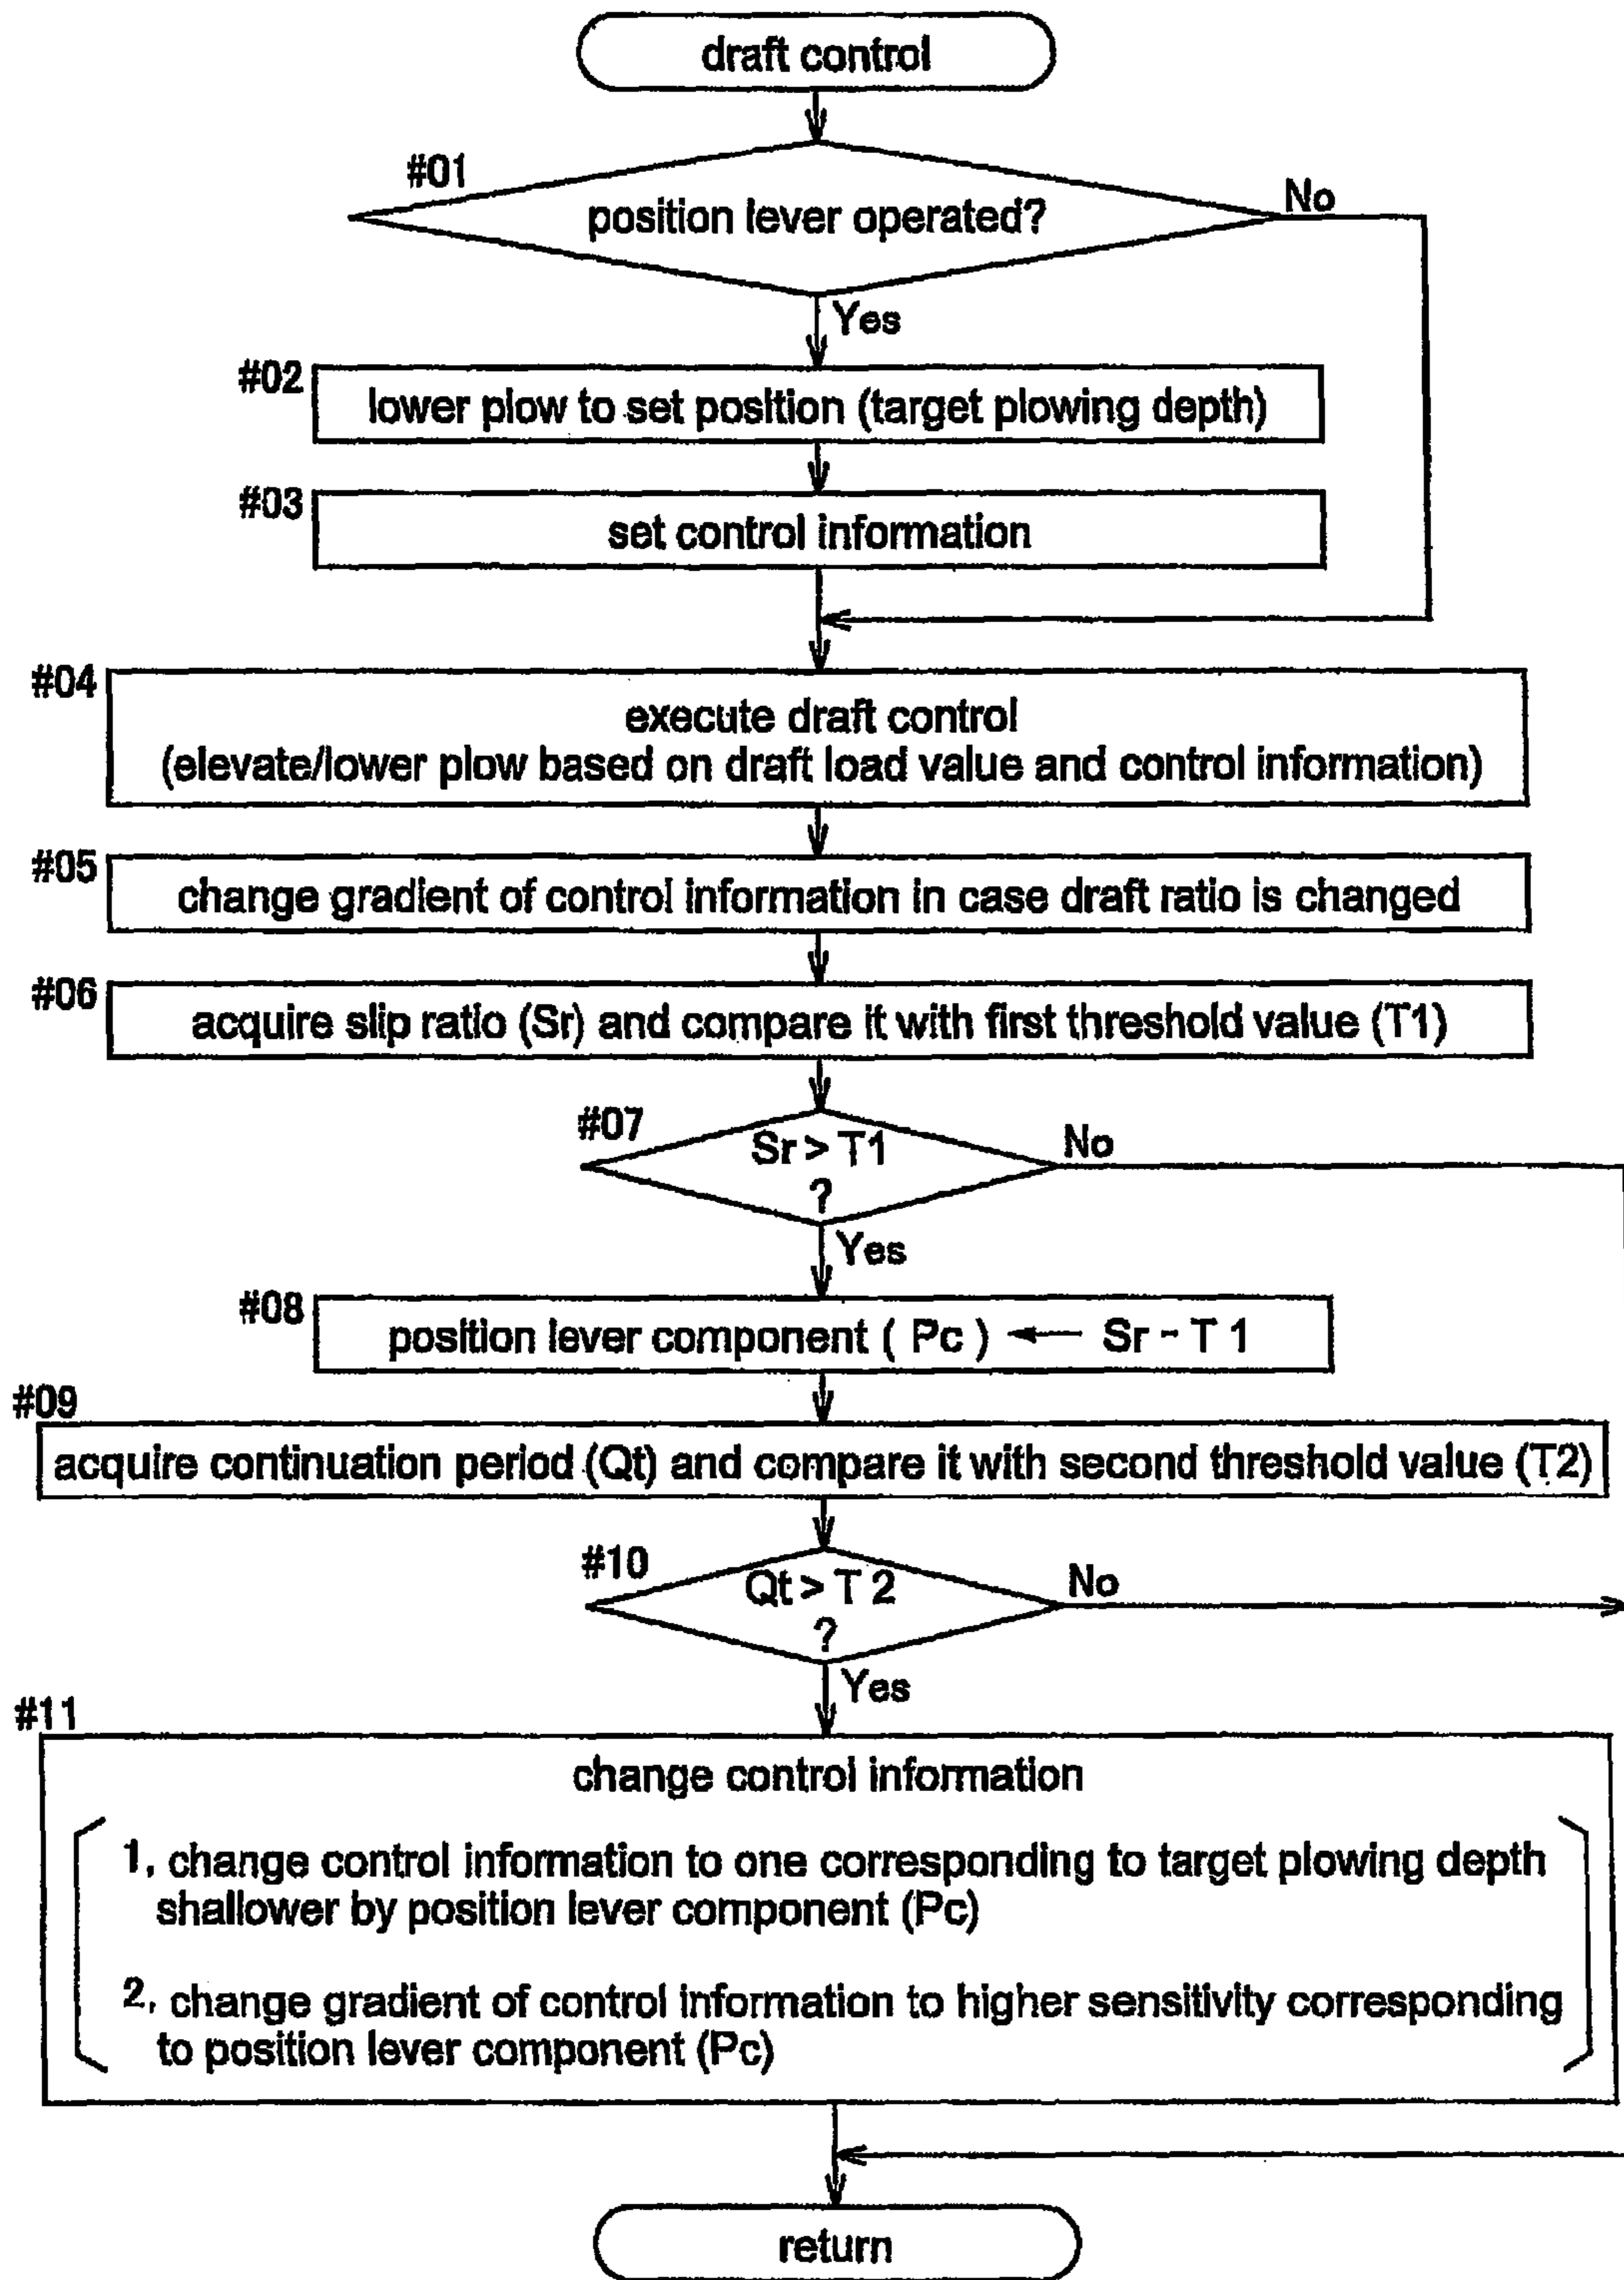 draft control
#01
position lever operated?
No
Yes
#02
lower plow to set position (target plowing depth)
#03
set control information
#04
execute draft control
(elevate/lower plow based on draft load value and control information)
#05
change gradient of control information in case draft ratio is changed
#06
acquire slip ratio (Sr) and compare it with first threshold value (T1)
#07
Sr > T1
?
No
Yes
#08
position lever component ( Pc ) ← Sr - T 1
#09
acquire continuation period (Qt) and compare it with second threshold value (T2)
#10
Qt > T 2
?
No
Yes
#11
change control information
1, change control information to one corresponding to target plowing depth
shallower by position lever component (Pc)
2, change gradient of control information to higher sensitivity corresponding
to position lever component (Pc)
return